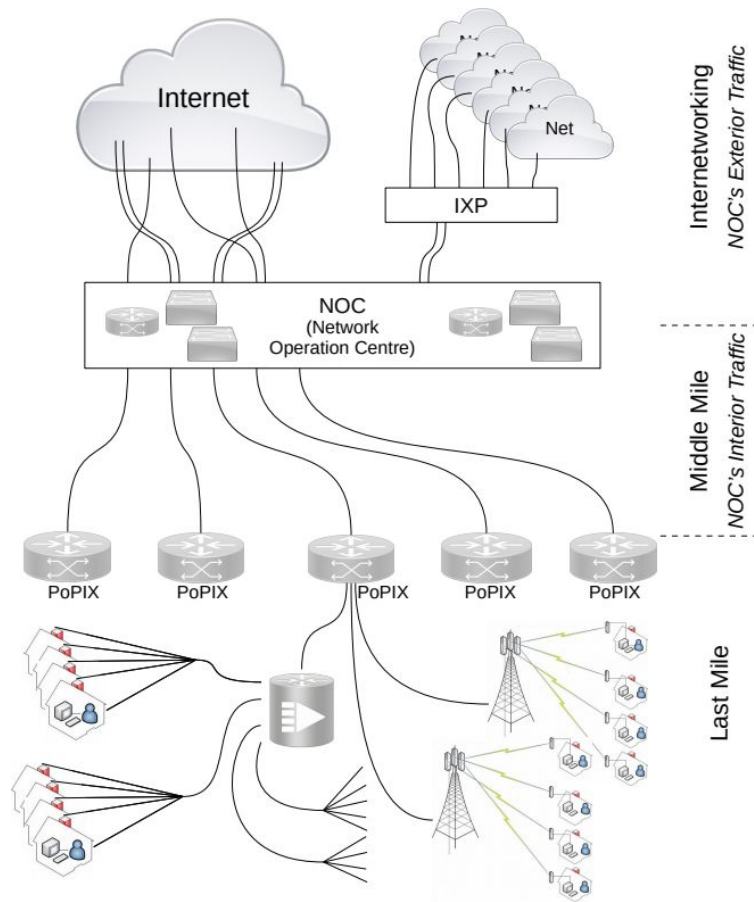 Internet
N
N
N
N
N
Net
IXP
NOC
(Network
Operation Centre)
PoPIX
PoPIX
PoPIX
PoPIX
PoPIX
Internetworking
NOC's Exterior Traffic
Middle Mile
NOC's Interior Traffic
Last Mile